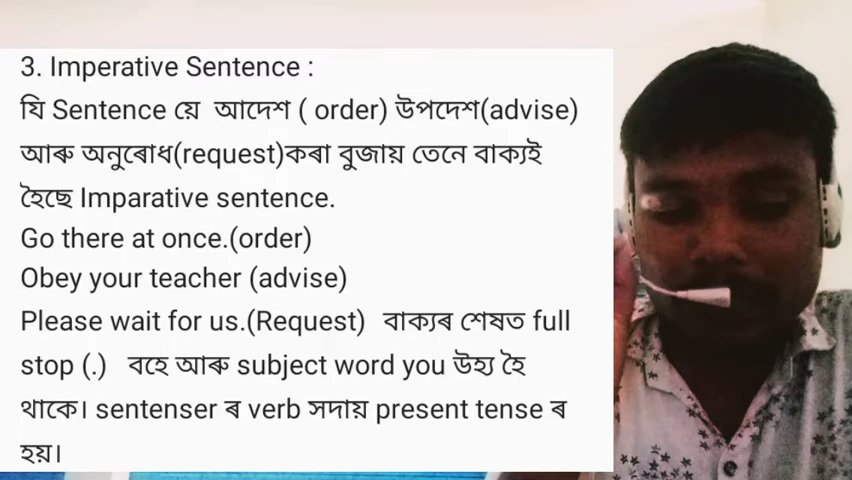 3. Imperative Sentence :
যি Sentence য়ে আদেশ ( order) উপদেশ(advise)
আৰু অনুৰোধ(request)কৰা বুজায় তেনে বাক্যই
হৈছে Imparative sentence.
Go there at once.(order)
Obey your teacher (advise)
Please wait for us.(Request) বাক্যৰ শেষত full
stop (.) বহে আৰু subject word you উহ্য হৈ
থাকে। sentenser ৰ verb সদায় present tense ৰ
হয়।